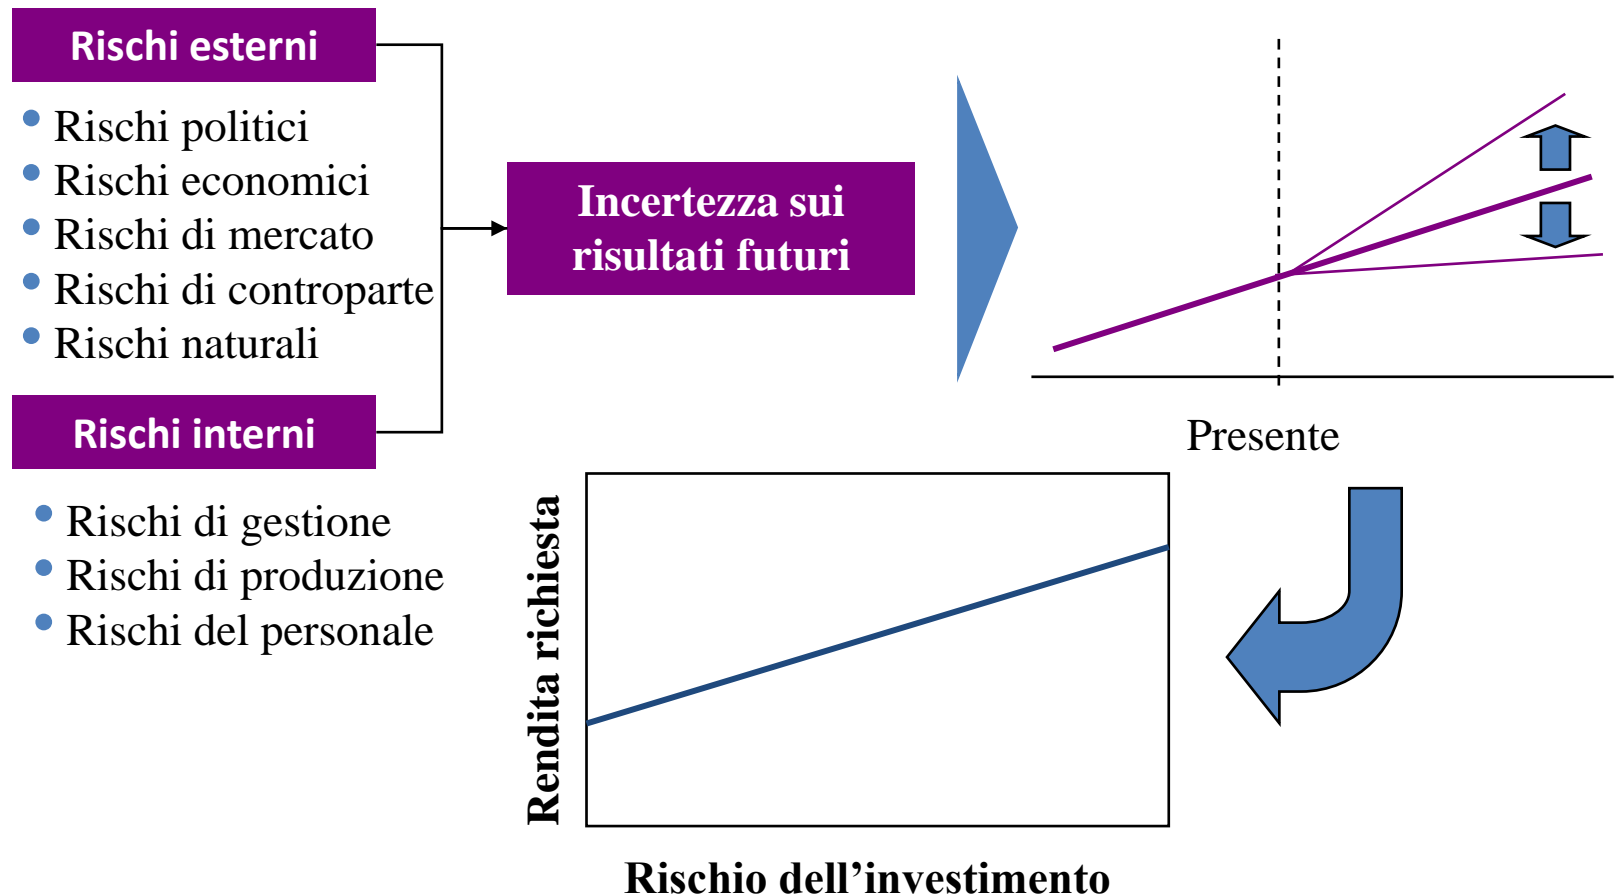 Rischi esterni
Rischi politici
Rischi economici
Rischi di mercato
Rischi di controparte
Rischi naturali
Rischi interni
Rischi di gestione
Rischi di produzione
Rischi del personale
Incertezza sui
risultati futuri
Presente
Rendita richiesta
Rischio dell’investimento